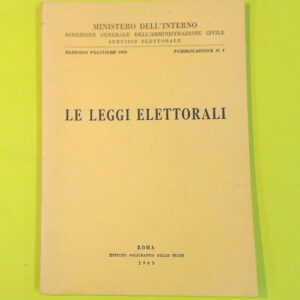 MINISTERO DELL'INTERNO
DIREZIONE GENERALE DELL'AMMINISTRAZIONE CIVILE
SERVIZIO ELETTORALE
ELEZIONI POLITICHE 1963 PUBBLICAZIONE N. 1
LE LEGGI ELETTORALI
ROMA
ISTITUTO POLIGRAFICO DELLO STATO
1963